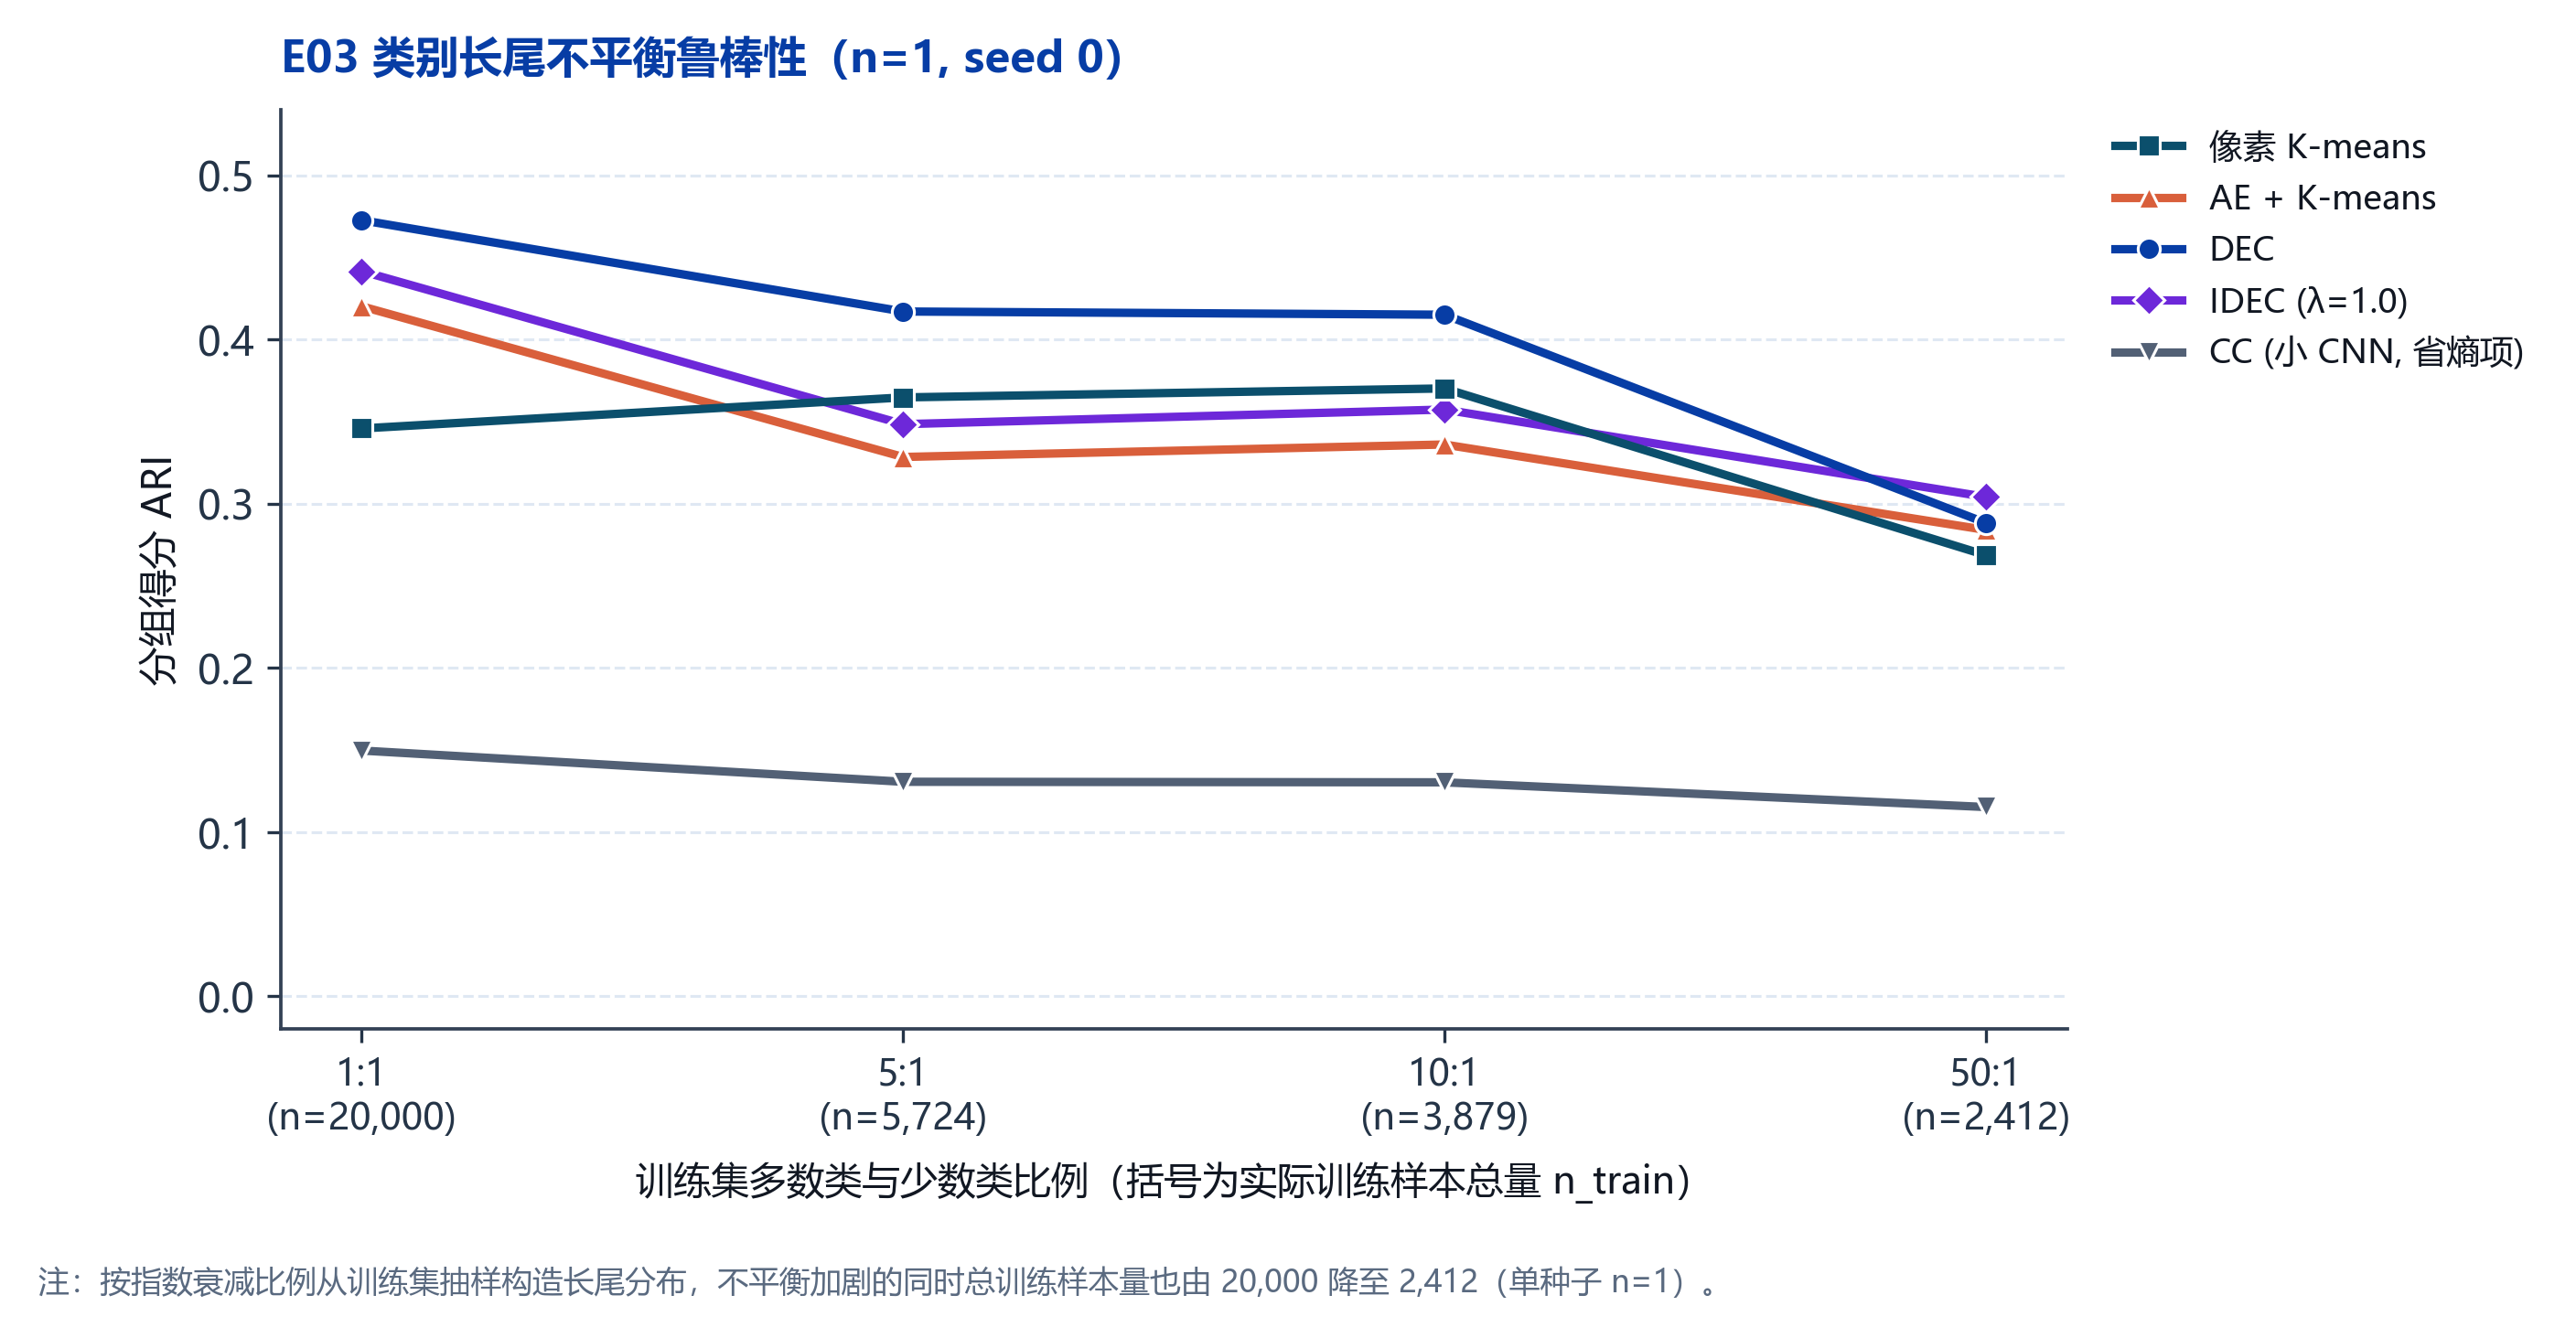 E03 类别长尾不平衡鲁棒性（n=1, seed 0）
像素 K-means
AE + K-means
DEC
IDEC (λ=1.0)
CC (小 CNN, 省熵项)
分组得分 ARI
0.5
0.4
0.3
0.2
0.1
0.0
1:1
(n=20,000)
5:1
(n=5,724)
10:1
(n=3,879)
50:1
(n=2,412)
训练集多数类与少数类比例（括号为实际训练样本总量 n_train）
注：按指数衰减比例从训练集抽样构造长尾分布，不平衡加剧的同时总训练样本量也由 20,000 降至 2,412（单种子 n=1）。